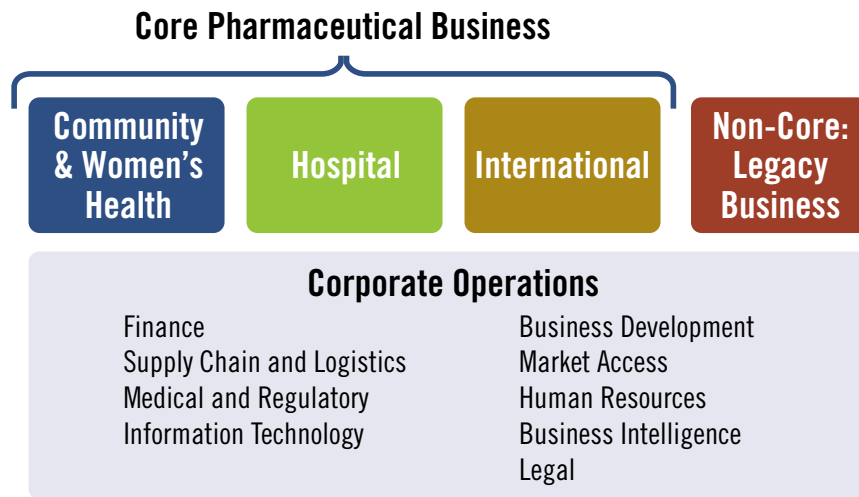 Core Pharmaceutical Business
Community
& Women's
Health
Hospital
International
Non-Core:
Legacy
Business
Corporate Operations
Finance
Supply Chain and Logistics
Medical and Regulatory
Information Technology
Business Development
Market Access
Human Resources
Business Intelligence
Legal